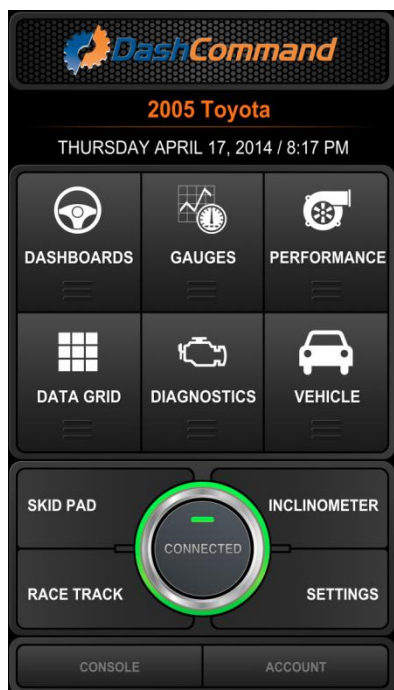 DashCommand
2005 Toyota
THURSDAY APRIL 17, 2014 / 8:17 PM
DASHBOARDS GAUGES PERFORMANCE
DATA GRID DIAGNOSTICS VEHICLE
SKID PAD INCLINOMETER
CONNECTED
RACE TRACK SETTINGS
CONSOLE ACCOUNT